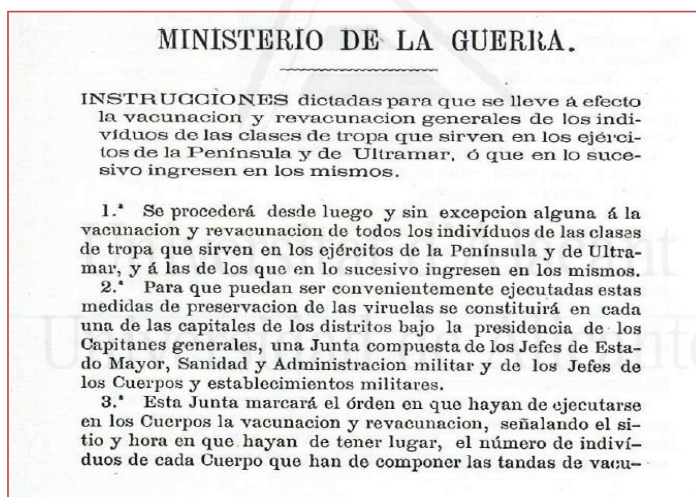 MINISTERIO DE LA GUERRA.
INSTRUCCIONES dictadas para que se lleve á efecto
la vacunacion y revacunacion generales de los indi-
víduos de las clases de tropa que sirven en los ejérci-
tos de la Península y de Ultramar, ó que en lo suce-
sivo ingresen en los mismos.
1.ª Se procederá desde luego y sin excepcion alguna á la
vacunacion y revacunacion de todos los indivíduos de las clases
de tropa que sirven en los ejércitos de la Península y de Ultra-
mar, y á las de los que en lo sucesivo ingresen en los mismos.
2.ª Para que puedan ser convenientemente ejecutadas estas
medidas de preservacion de las viruelas se constituirá en cada
una de las capitales de los distritos bajo la presidencia de los
Capitanes generales, una Junta compuesta de los Jefes de Esta-
do Mayor, Sanidad y Administracion militar y de los Jefes de
los Cuerpos y establecimientos militares.
3.ª Esta Junta marcará el órden en que hayan de ejecutarse
en los Cuerpos la vacunacion y revacunacion, señalando el si-
tio y hora en que hayan de tener lugar, el número de indiví-
duos de cada Cuerpo que han de componer las tandas de vacu-